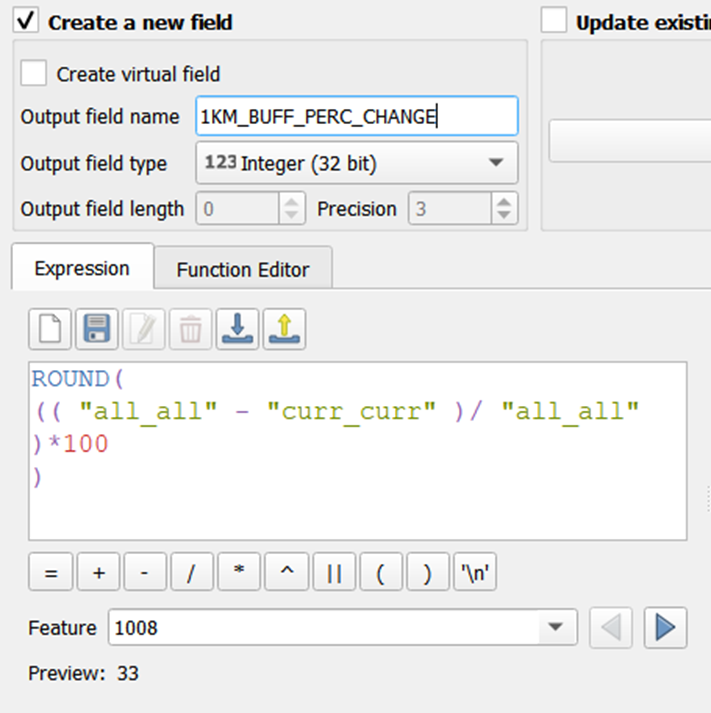 Create a new field
Update existi
Create virtual field
Output field name 1KM_BUFF_PERC_CHANGE
Output field type 123 Integer (32 bit)
Output field length 0 Precision 3
Expression Function Editor
ROUND(
(( "all_all" - "curr_curr" )/ "all_all"
)*100
)
= + - / * ^ || ( ) '\n'
Feature 1008
Preview: 33